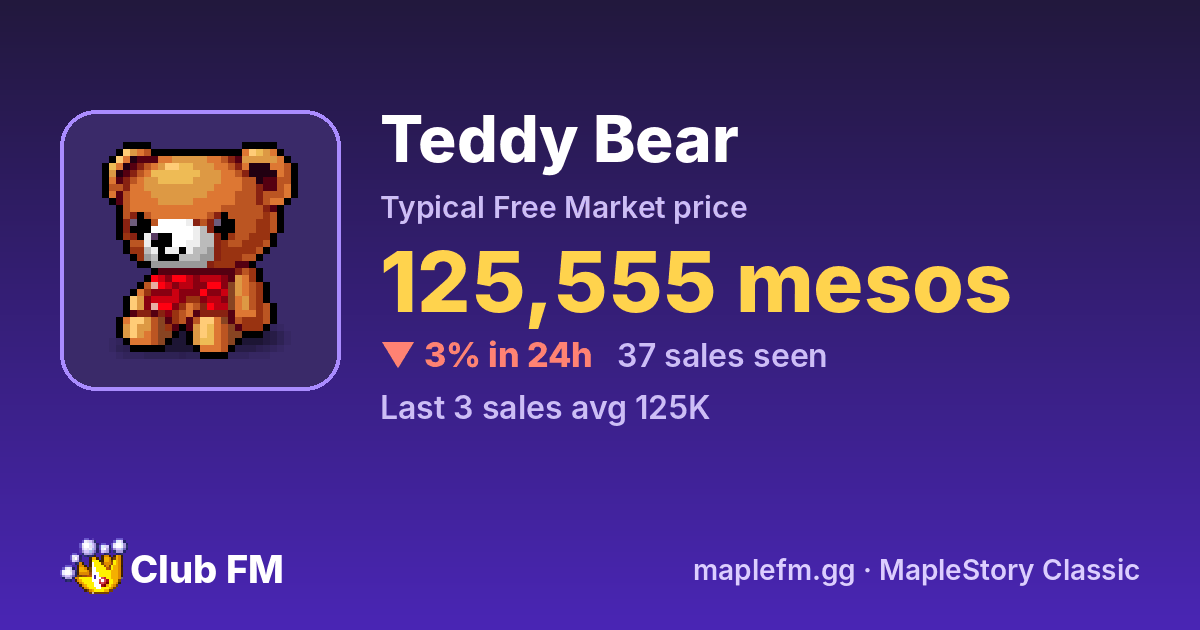 Teddy Bear
Typical Free Market price
125,555 mesos
▼ 3% in 24h 37 sales seen
Last 3 sales avg 125K
Club FM
maplefm.gg · MapleStory Classic